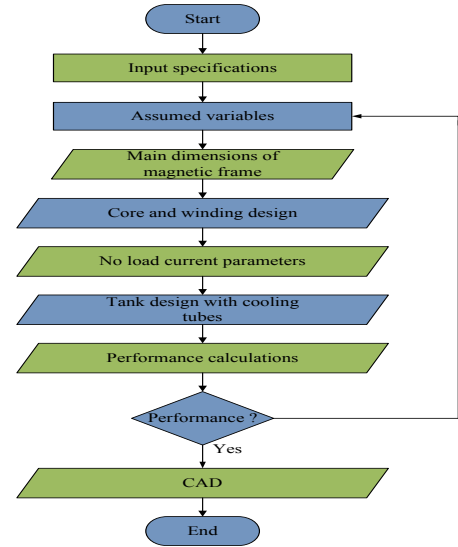 Start
Input specifications
Assumed variables
Main dimensions of
magnetic frame
Core and winding design
No load current parameters
Tank design with cooling
tubes
Performance calculations
Performance ?
Yes
CAD
End